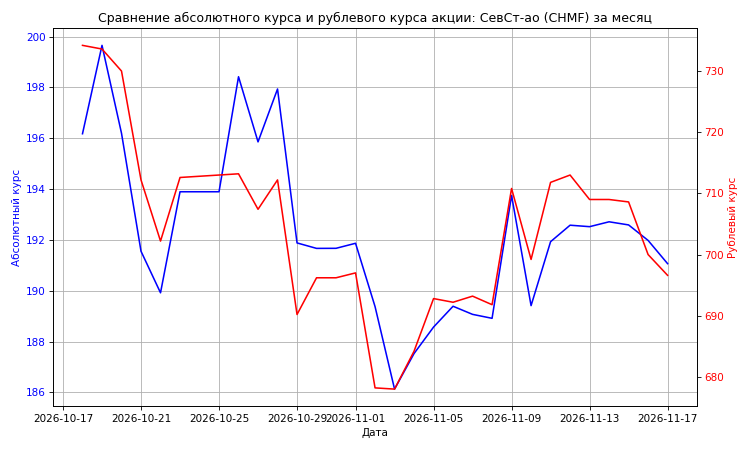 Сравнение абсолютного курса и рублевого курса акции: СевСт-ао (CHMF) за месяц
Абсолютный курс
200
198
196
194
192
190
188
186
730
720
710
700
690
680
Рублевый курс
2026-10-17 2026-10-21 2026-10-25 2026-10-29 2026-11-01 2026-11-05 2026-11-09 2026-11-13 2026-11-17
Дата